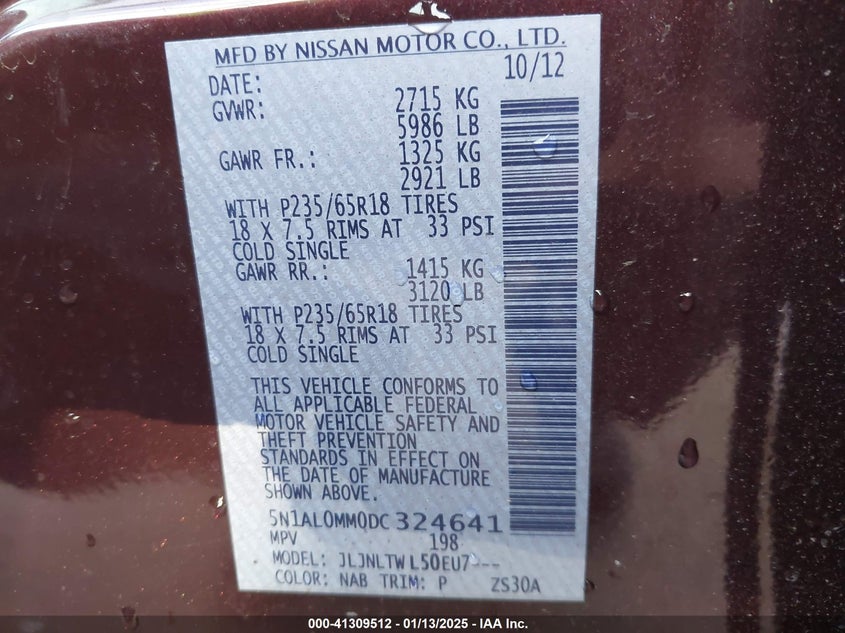 MFD BY NISSAN MOTOR CO., LTD.
DATE: 10/12
GVWR: 2715 KG
5986 LB
GAWR FR.: 1325 KG
2921 LB
WITH P235/65R18 TIRES
18 X 7.5 RIMS AT 33 PSI
COLD SINGLE
GAWR RR.: 1415 KG
3120 LB
WITH P235/65R18 TIRES
18 X 7.5 RIMS AT 33 PSI
COLD SINGLE
THIS VEHICLE CONFORMS TO
ALL APPLICABLE FEDERAL
MOTOR VEHICLE SAFETY AND
THEFT PREVENTION
STANDARDS IN EFFECT ON
THE DATE OF MANUFACTURE
SHOWN ABOVE.
5N1AL0MM0DC324641
MPV 198
MODEL: JLJNLTWL50EU7---
COLOR: NAB TRIM: P ZS30A
000-41309512 - 01/13/2025 - IAA Inc.